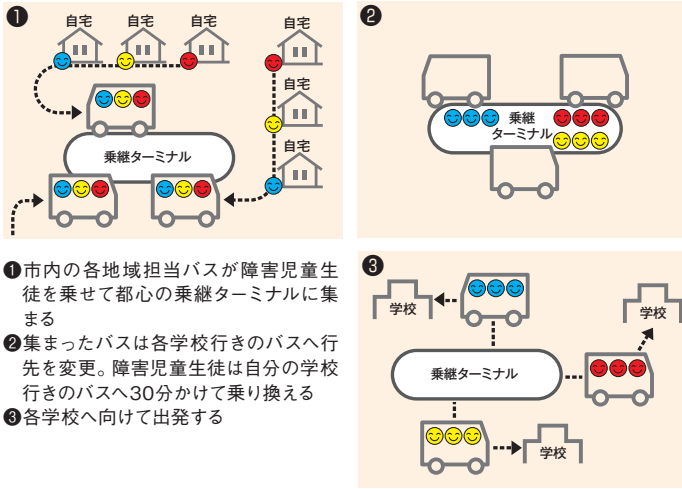 ❶
自宅
自宅
自宅
自宅
自宅
自宅
乗継ターミナル
❷
乗継
ターミナル
❶市内の各地域担当バスが障害児童生
徒を乗せて都心の乗継ターミナルに集
まる
❷集まったバスは各学校行きのバスへ行
先を変更。障害児童生徒は自分の学校
行きのバスへ30分かけて乗り換える
❸各学校へ向けて出発する
❸
学校
学校
乗継ターミナル
学校